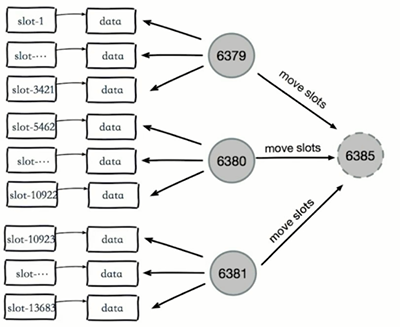 slot-1 data
slot-···· data
slot-3421 data
6379
move slots
slot-5462 data
slot-···· data
slot-10922 data
6380
move slots
6385
slot-10923 data
slot-···· data
slot-13683 data
6381
move slots